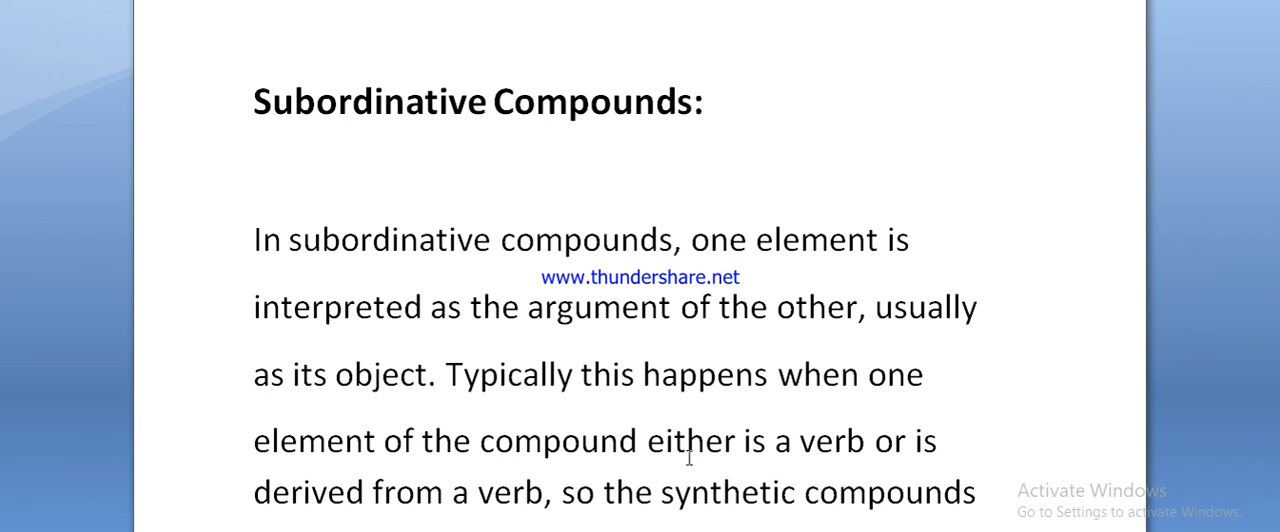 Subordinative Compounds:
In subordinative compounds, one element is
www.thundershare.net
interpreted as the argument of the other, usually
as its object. Typically this happens when one
element of the compound either is a verb or is
derived from a verb, so the synthetic compounds
Activate Windows
Go to Settings to activate Windows.